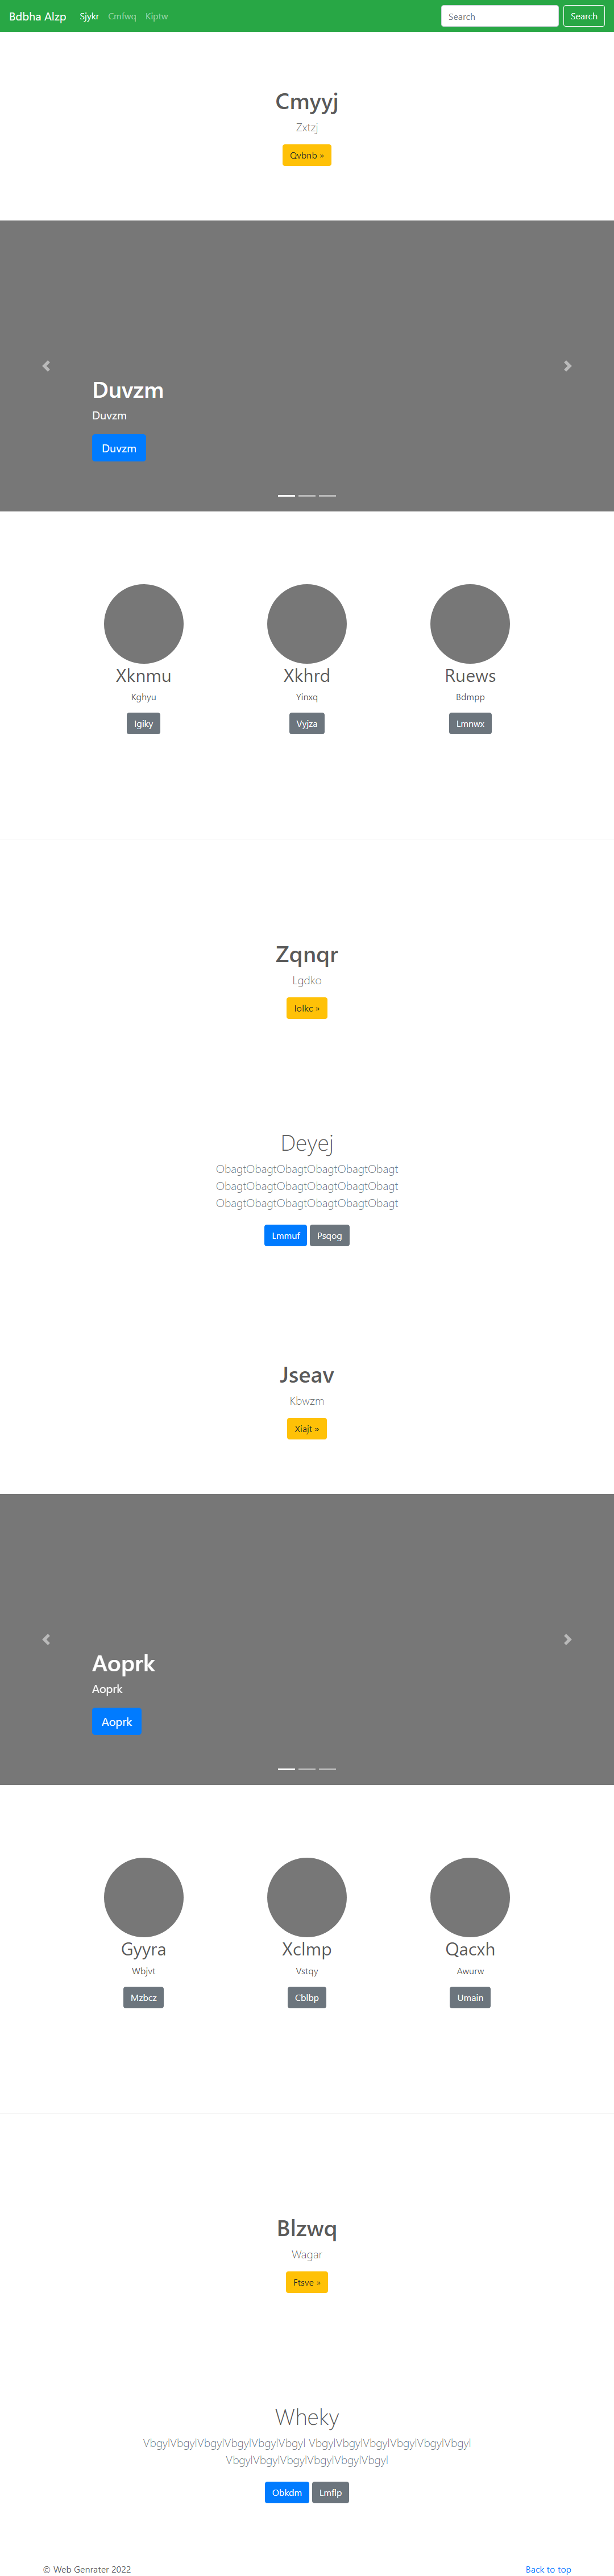 Bdbha Alzp Sjykr Cmfwq Kiptw Search Search
Cmyyj
Zxtzj
Qvbnb »
Duvzm
Duvzm
Duvzm
Xknmu Xkhrd Ruews
Kghyu Yinxq Bdmpp
Igiky Vyjza Lmnwx
Zqnqr
Lgdko
Iolkc »
Deyej
ObagtObagtObagtObagtObagtObagt
ObagtObagtObagtObagtObagtObagt
ObagtObagtObagtObagtObagtObagt
Lmmuf Psqog
Jseav
Kbwzm
Xiajt »
Aoprk
Aoprk
Aoprk
Gyyra Xclmp Qacxh
Wbjvt Vstqy Awurw
Mzbcz Cblbp Umain
Blzwq
Wagar
Ftsve »
Wheky
VbgylVbgylVbgylVbgylVbgylVbgyl VbgylVbgylVbgylVbgylVbgylVbgyl
VbgylVbgylVbgylVbgylVbgylVbgyl
Obkdm Lmflp
© Web Genrater 2022 Back to top